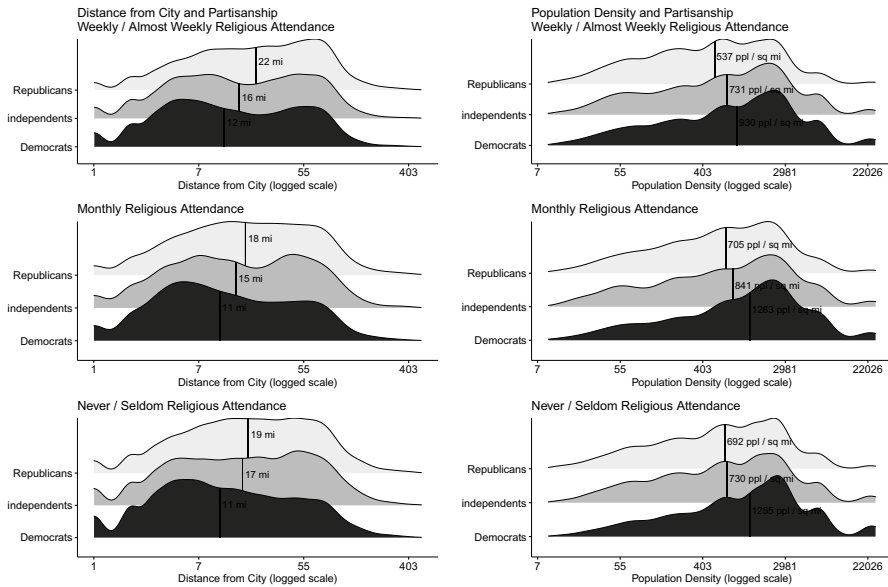 Distance from City and Partisanship
Weekly / Almost Weekly Religious Attendance
22 mi
Republicans
16 mi
independents
12 mi
Democrats
1 7 55 403
Distance from City (logged scale)
Population Density and Partisanship
Weekly / Almost Weekly Religious Attendance
537 ppl / sq mi
Republicans
731 ppl / sq mi
independents
930 ppl / sq mi
Democrats
7 55 403 2981 22026
Population Density (logged scale)
Monthly Religious Attendance
18 mi
Republicans
15 mi
independents
11 mi
Democrats
1 7 55 403
Distance from City (logged scale)
Monthly Religious Attendance
705 ppl / sq mi
Republicans
841 ppl / sq mi
independents
1263 ppl / sq mi
Democrats
7 55 403 2981 22026
Population Density (logged scale)
Never / Seldom Religious Attendance
19 mi
Republicans
17 mi
independents
11 mi
Democrats
1 7 55 403
Distance from City (logged scale)
Never / Seldom Religious Attendance
692 ppl / sq mi
Republicans
730 ppl / sq mi
independents
1255 ppl / sq mi
Democrats
7 55 403 2981 22026
Population Density (logged scale)